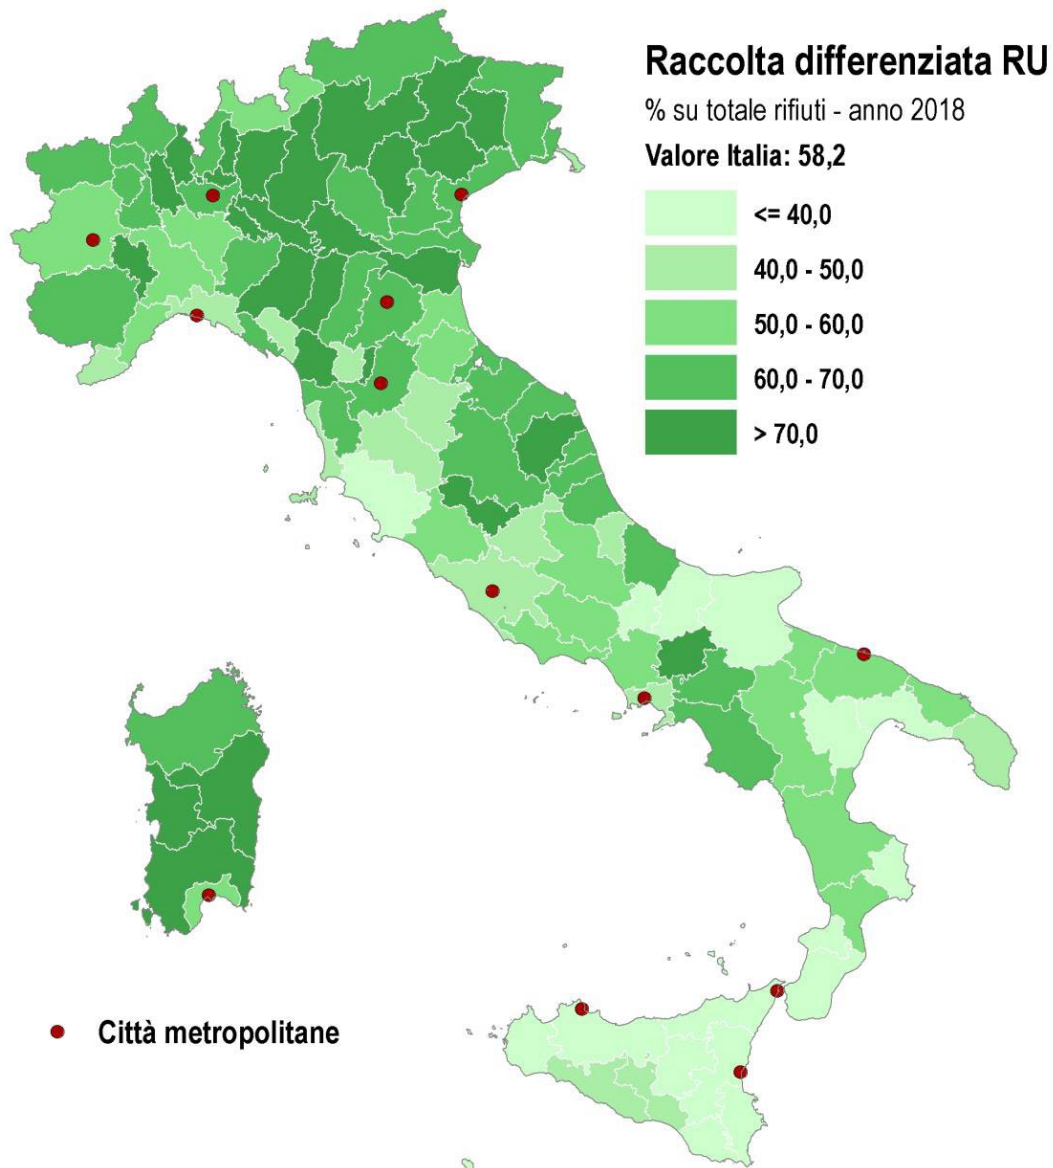 Raccolta differenziata RU
% su totale rifiuti - anno 2018
Valore Italia: 58,2
<= 40,0
40,0 - 50,0
50,0 - 60,0
60,0 - 70,0
> 70,0
Città metropolitane